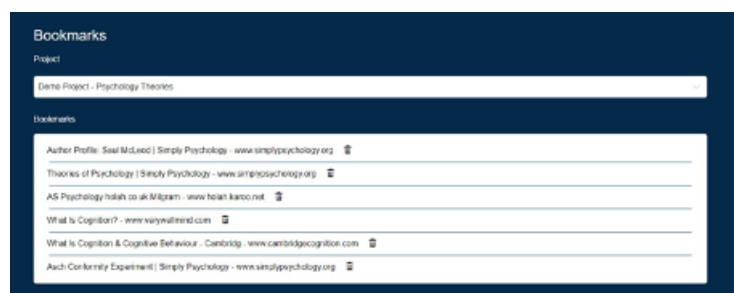 Bookmarks
Project
Demo Project - Psychology Theories
Bookmarks
Author Profile: Saul McLeod | Simply Psychology - www.simplypsychology.org
Theories of Psychology | Simply Psychology - www.simplypsychology.org
AS Psychology holah.co.uk Milgram - www.holah.karoo.net
What Is Cognition? - www.verywellmind.com
What is Cognition & Cognitive Behaviour - Cambridg - www.cambridgecognition.com
Asch Conformity Experiment | Simply Psychology - www.simplypsychology.org